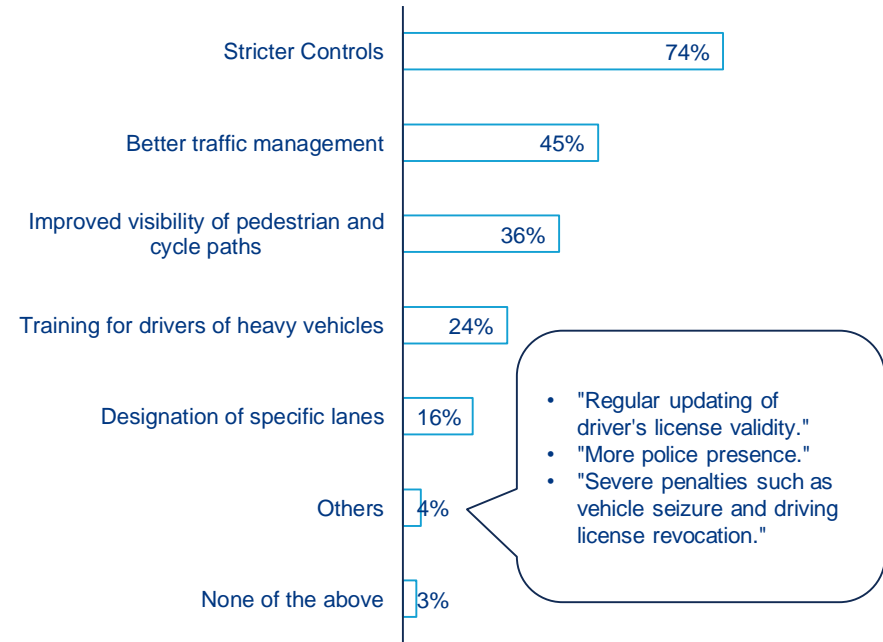 Stricter Controls
74%
Better traffic management
45%
Improved visibility of pedestrian and
cycle paths
36%
Training for drivers of heavy vehicles
24%
Designation of specific lanes
16%
Others
4%
• "Regular updating of
driver's license validity."
• "More police presence."
• "Severe penalties such as
vehicle seizure and driving
license revocation."
None of the above
3%